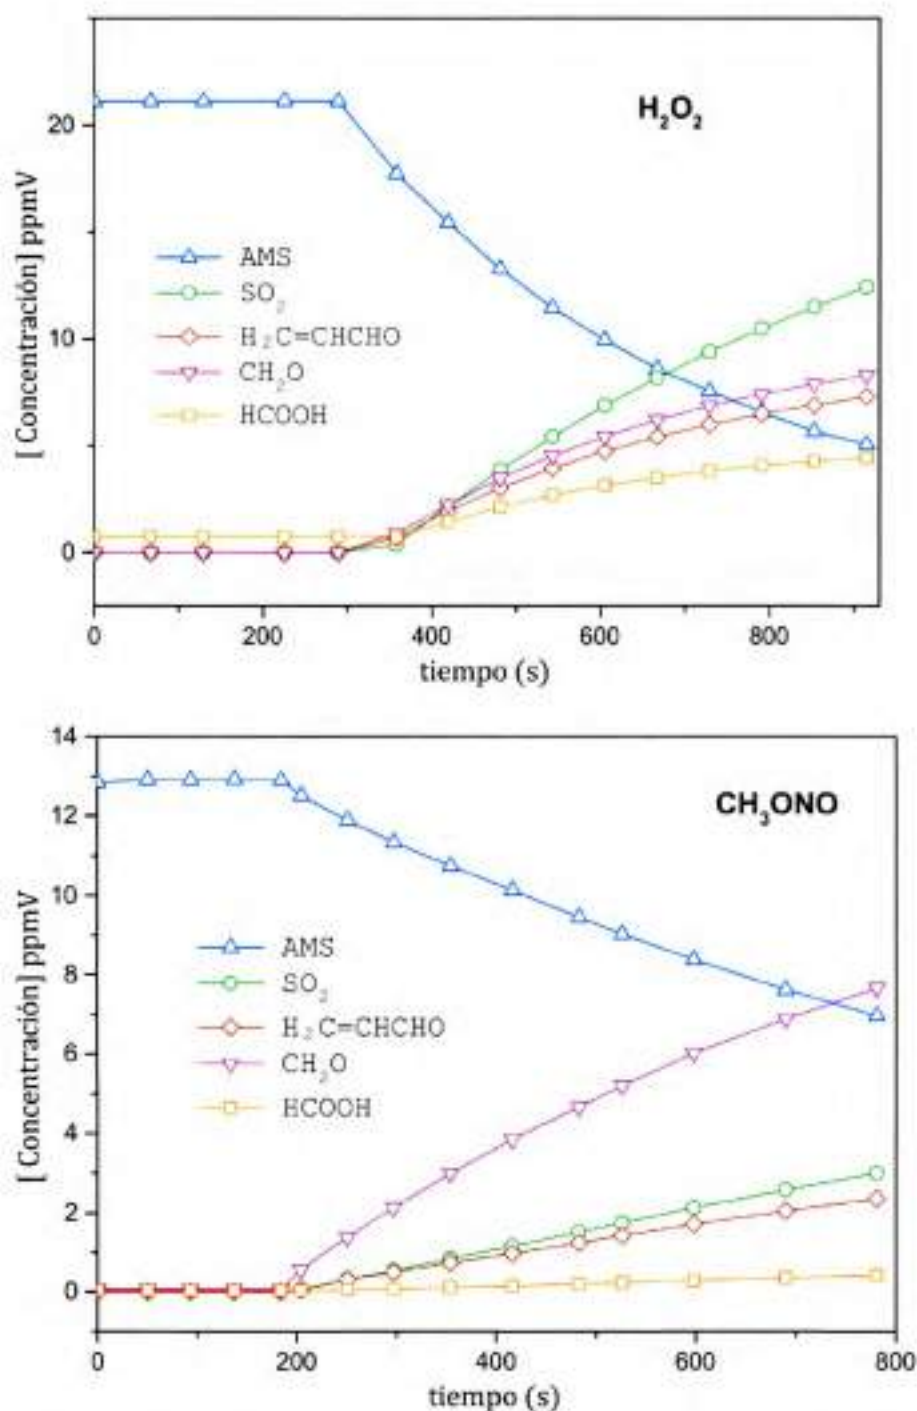 H₂O₂
[Concentración] ppmV
20
10
0
AMS
SO₂
H₂C=CHCHO
CH₂O
HCOOH
0 200 400 600 800
tiempo (s)
14
12
10
8
6
4
2
0
CH₃ONO
[Concentración] ppmV
AMS
SO₂
H₂C=CHCHO
CH₂O
HCOOH
0 200 400 600 800
tiempo (s)